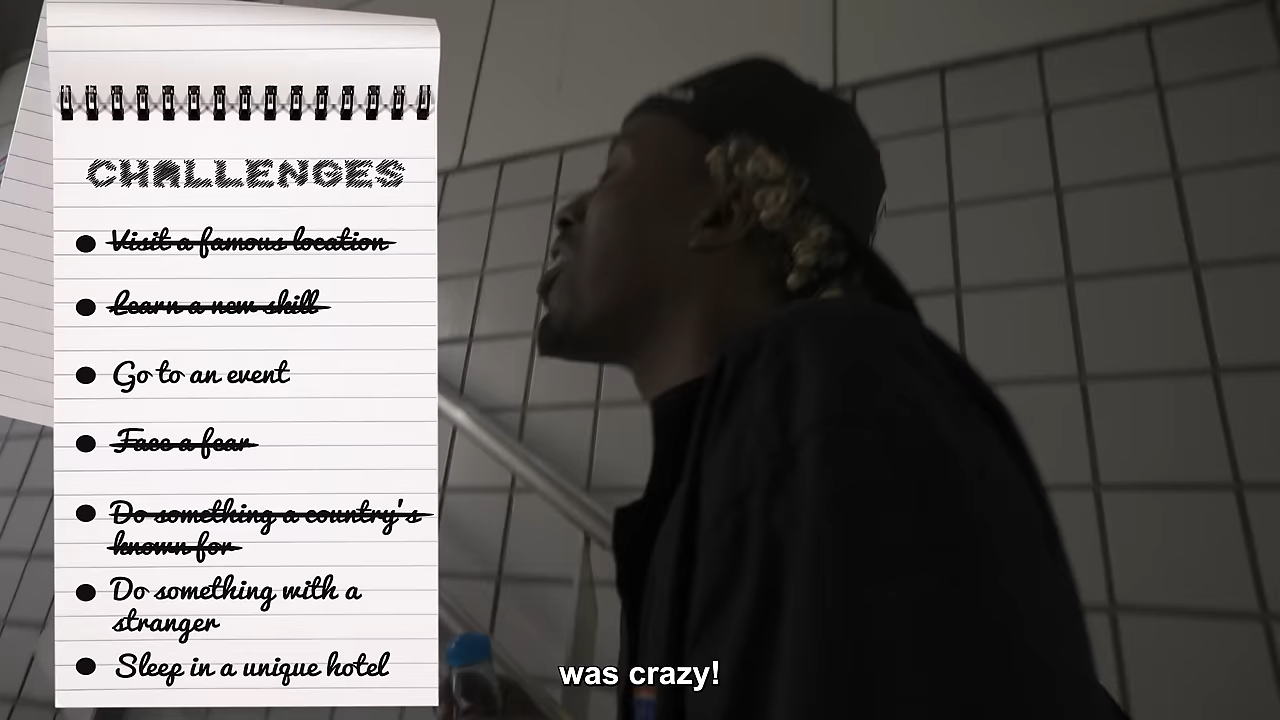 CHALLENGES
Visit a famous location
Learn a new skill
Go to an event
Face a fear
Do something a country's
known for
Do something with a
stranger
Sleep in a unique hotel
was crazy!